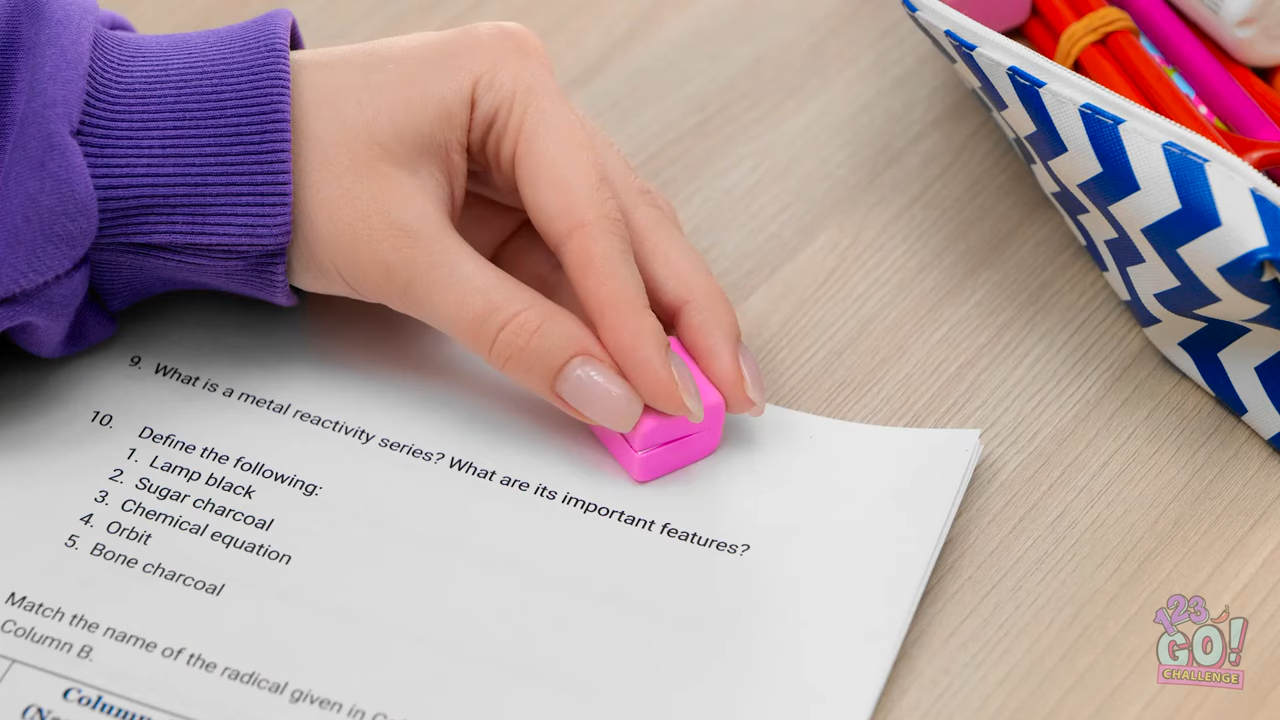 9. What is a metal reactivity series? What are its important features?
10. Define the following:
1. Lamp black
2. Sugar charcoal
3. Chemical equation
4. Orbit
5. Bone charcoal
Match the name of the radical given in
Column B.
123
GO!
CHALLENGE